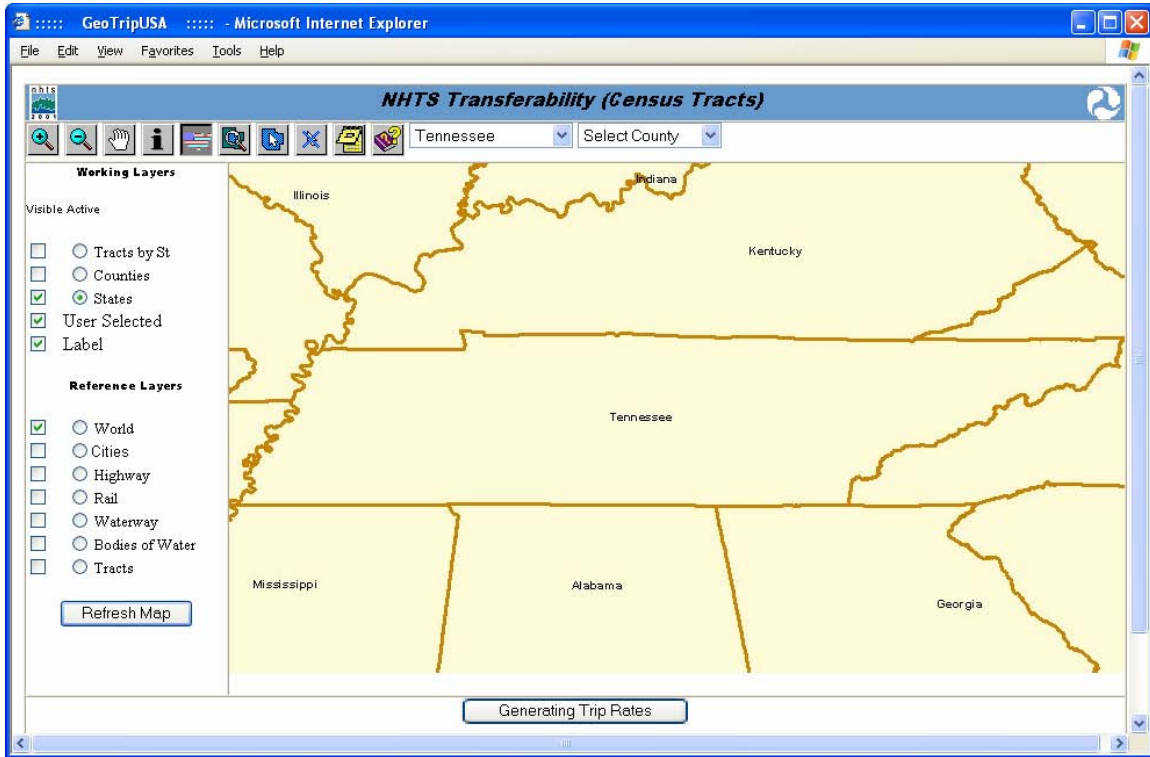 ::::: GeoTripUSA ::::: - Microsoft Internet Explorer
File Edit View Favorites Tools Help
nhts
2001
NHTS Transferability (Census Tracts)
Tennessee Select County
Working Layers
Visible Active
Tracts by St
Counties
States
User Selected
Label
Reference Layers
World
Cities
Highway
Rail
Waterway
Bodies of Water
Tracts
Refresh Map
Illinois
Indiana
Kentucky
Tennessee
Mississippi
Alabama
Georgia
Generating Trip Rates